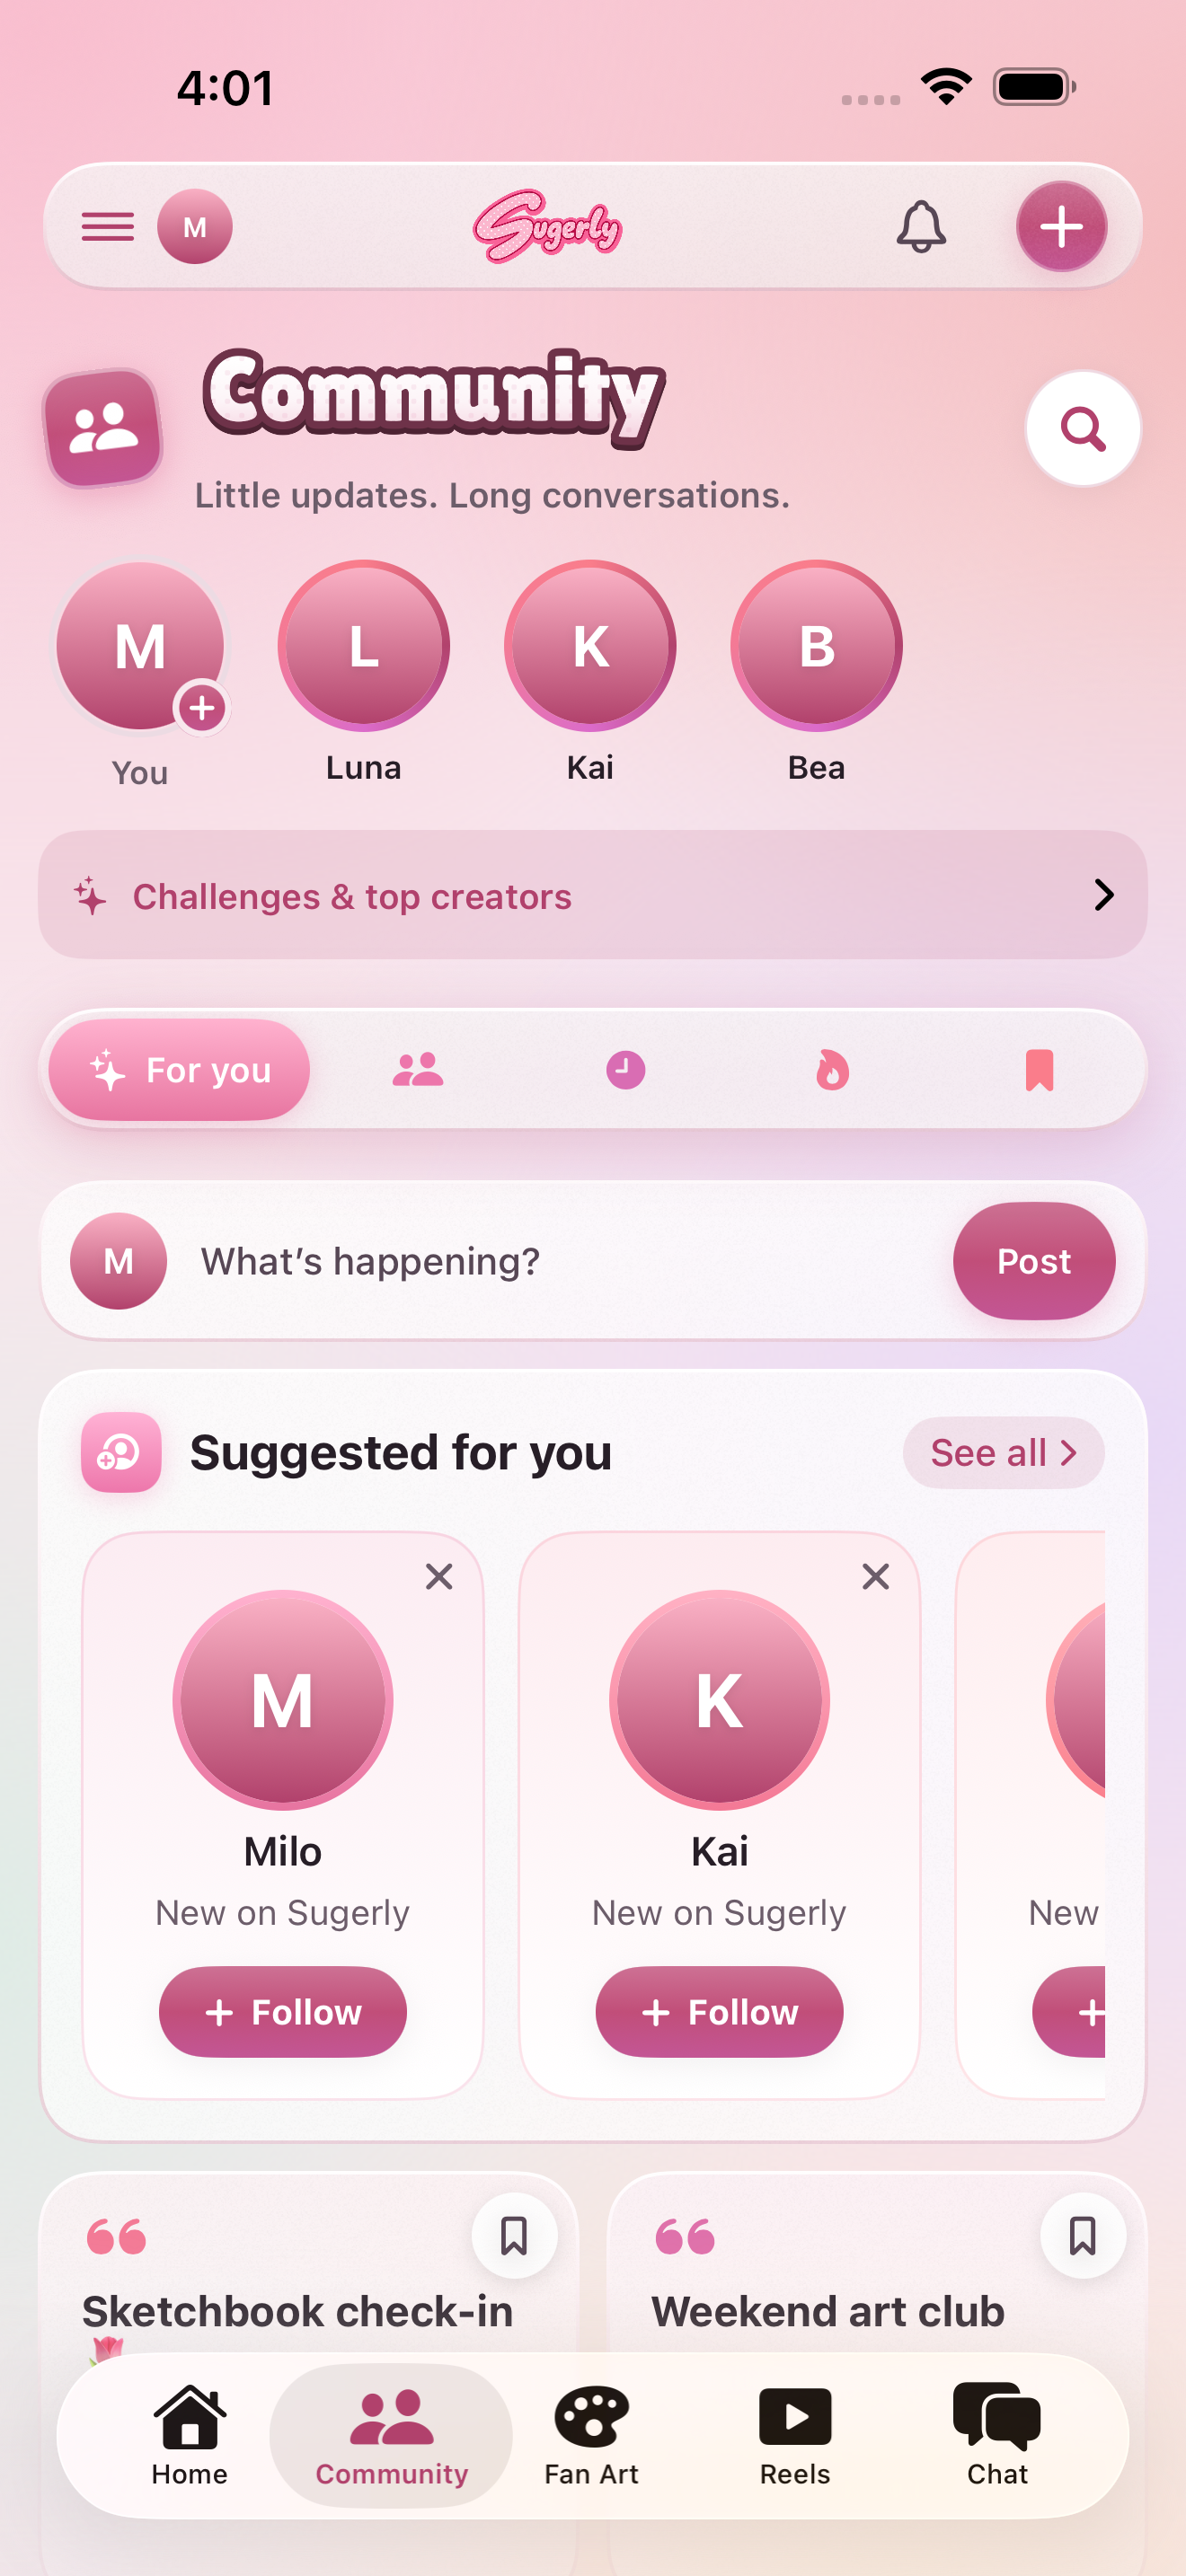 4:01
M
Sugerly
Community
Little updates. Long conversations.
M
L
K
B
You
Luna
Kai
Bea
Challenges & top creators
For you
M
What’s happening?
Post
Suggested for you
See all
M
K
Milo
Kai
New on Sugerly
New on Sugerly
New
Follow
Follow
Sketchbook check-in
Weekend art club
Home
Community
Fan Art
Reels
Chat